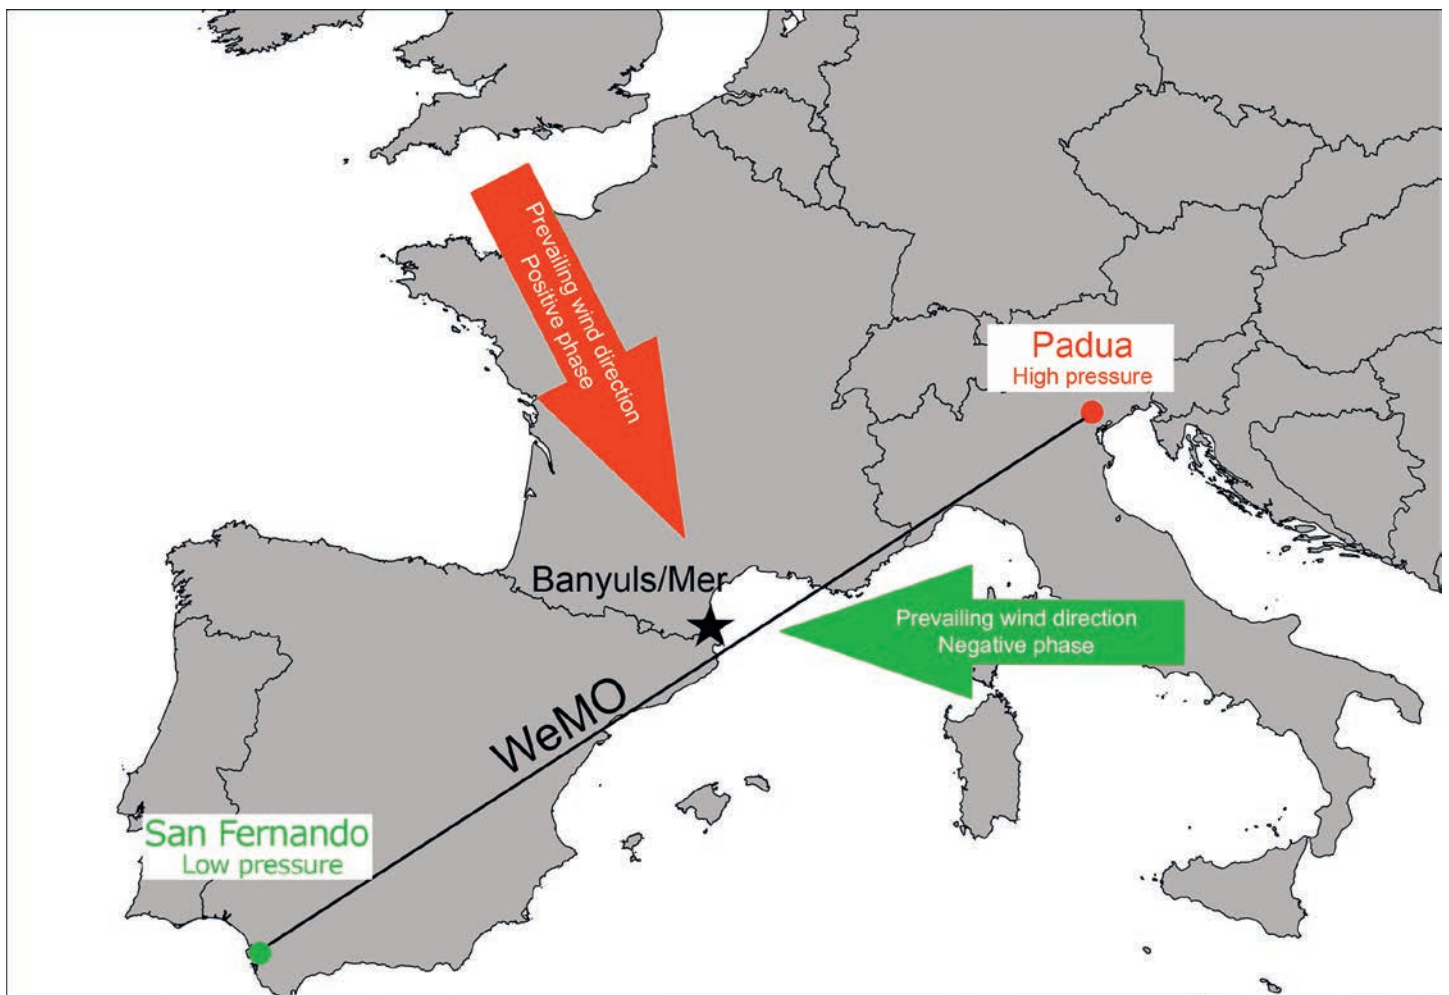 Prevailing wind direction
Positive phase
Padua
High pressure
Banyuls/Mer
Prevailing wind direction
Negative phase
WeMO
San Fernando
Low pressure